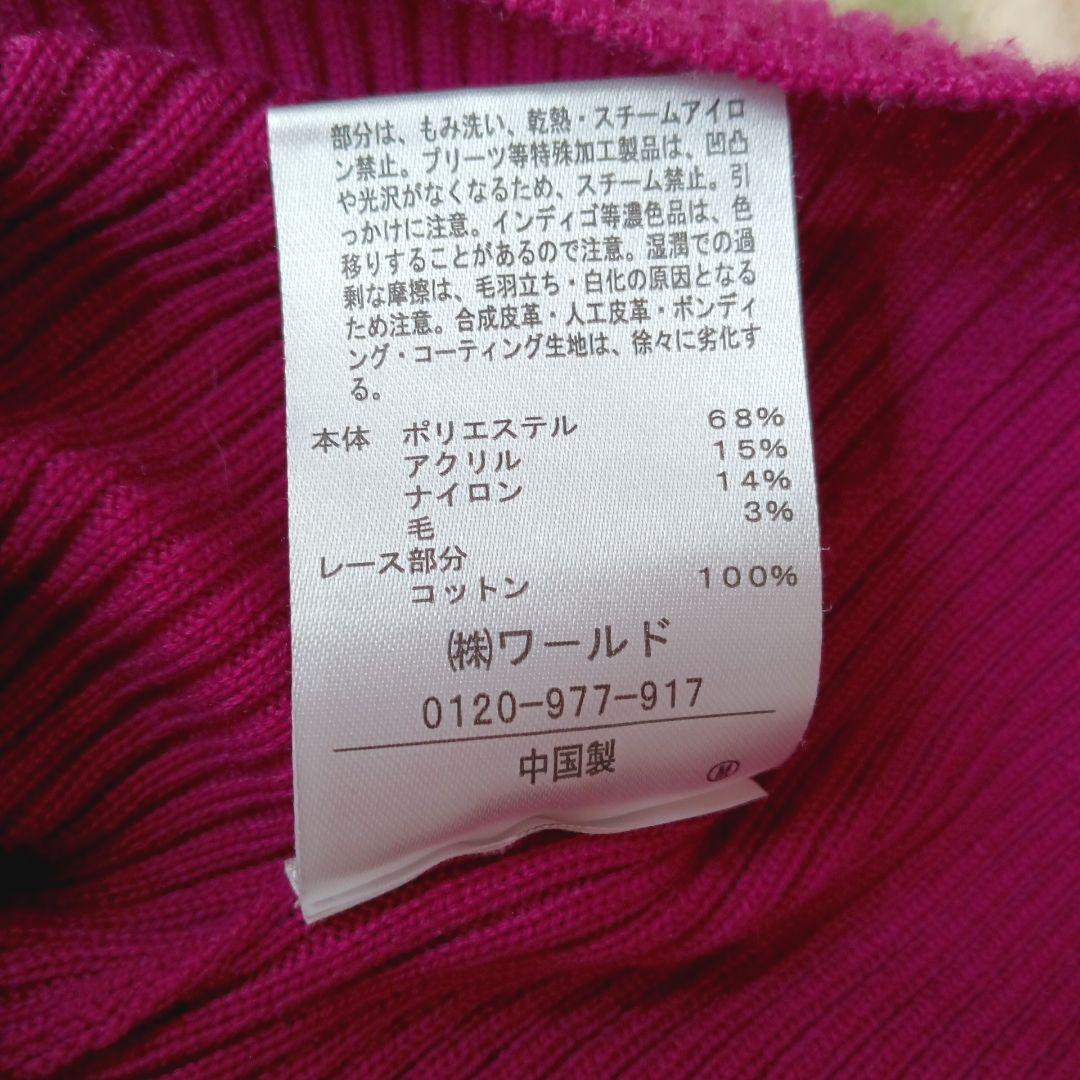 部分は、もみ洗い、乾熱・スチームアイロ
ン禁止。プリーツ等特殊加工製品は、凹凸
や光沢がなくなるため、スチーム禁止。引
っかけに注意。インディゴ等濃色品は、色
移りすることがあるので注意。湿潤での過
剰な摩擦は、毛羽立ち・白化の原因となる
ため注意。合成皮革・人工皮革・ボンディ
ング・コーティング生地は、徐々に劣化す
る。
本体 ポリエステル 68%
アクリル 15%
ナイロン 14%
毛 3%
レース部分
コットン 100%
㈱ワールド
0120-977-917
中国製
Ⓜ